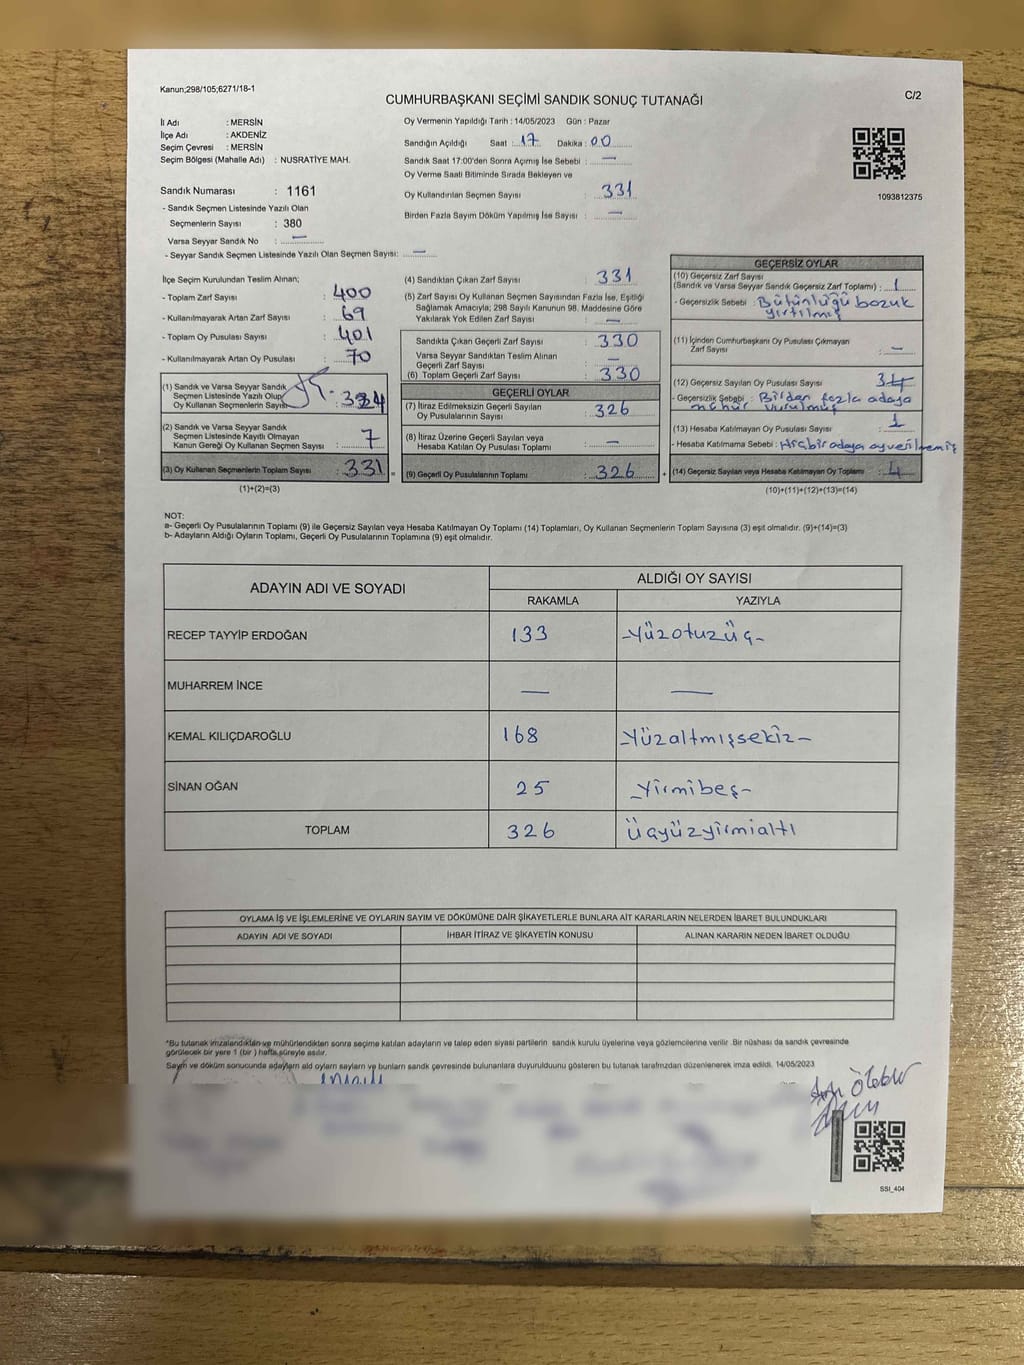 Kanun;298/105;6271/18-1
CUMHURBAŞKANI SEÇİMİ SANDIK SONUÇ TUTANAĞI
C/2
İl Adı : MERSİN
İlçe Adı : AKDENİZ
Seçim Çevresi : MERSİN
Seçim Bölgesi (Mahalle Adı) : NUSRATİYE MAH.
Sandık Numarası : 1161
- Sandık Seçmen Listesinde Yazılı Olan
Seçmenlerin Sayısı : 380
Varsa Seyyar Sandık No : —
- Seyyar Sandık Seçmen Listesinde Yazılı Olan Seçmen Sayısı: —
Oy Vermenin Yapıldığı Tarih : 14/05/2023 Gün : Pazar
Sandığın Açıldığı Saat : 17 Dakika : 00
Sandık Saat 17:00'den Sonra Açımış İse Sebebi : —
Oy Verme Saati Bitiminde Sırada Bekleyen ve
Oy Kullandırılan Seçmen Sayısı : 331
Birden Fazla Sayım Döküm Yapılmış İse Sayısı : —
1093812375
İlçe Seçim Kurulundan Teslim Alınan;
- Toplam Zarf Sayısı : 400
- Kullanılmayarak Artan Zarf Sayısı : 69
- Toplam Oy Pusulası Sayısı : 401
- Kullanılmayarak Artan Oy Pusulası : 70
(1) Sandık ve Varsa Seyyar Sandık
Seçmen Listesinde Yazılı Olup
Oy Kullanan Seçmenlerin Sayısı :
(2) Sandık ve Varsa Seyyar Sandık
Seçmen Listesinde Kayıtlı Olmayan
Kanun Gereği Oy Kullanan Seçmen Sayısı : 7
(3) Oy Kullanan Seçmenlerin Toplam Sayısı : 331 =
(1)+(2)=(3)
(4) Sandıktan Çıkan Zarf Sayısı : 331
(5) Zarf Sayısı Oy Kullanan Seçmen Sayısından Fazla İse, Eşitliği
Sağlamak Amacıyla; 298 Sayılı Kanunun 98. Maddesine Göre
Yakılarak Yok Edilen Zarf Sayısı : —
Sandıkta Çıkan Geçerli Zarf Sayısı : 330
Varsa Seyyar Sandıktan Teslim Alınan
Geçerli Zarf Sayısı : —
(6) Toplam Geçerli Zarf Sayısı : 330
GEÇERLİ OYLAR
(7) İtiraz Edilmeksizin Geçerli Sayılan
Oy Pusulalarının Sayısı : 326
(8) İtiraz Üzerine Geçerli Sayılan veya
Hesaba Katılan Oy Pusulası Sayısı : —
(9) Geçerli Oy Pusulalarının Toplamı : 326 +
GEÇERSİZ OYLAR
(10) Geçersiz Zarf Sayısı
(Sandık ve Varsa Seyyar Sandık Geçersiz Zarf Toplamı) : 1
- Geçersizlik Sebebi : Bütünlüğü bozuk
yırtılmış
(11) İçinden Cumhurbaşkanı Oy Pusulası Çıkmayan
Zarf Sayısı : —
(12) Geçersiz Sayılan Oy Pusulası Sayısı :
- Geçersizlik Sebebi : Birden fazla adaya
mühür vurulmuş
(13) Hesaba Katılmayan Oy Pusulası Sayısı : 1
- Hesaba Katılmama Sebebi : Hiçbir adaya oy verilmemiş
(14) Geçersiz Sayılan veya Hesaba Katılmayan Oy Toplamı : 4
(10)+(11)+(12)+(13)=(14)
NOT:
a- Geçerli Oy Pusulalarının Toplamı (9) ile Geçersiz Sayılan veya Hesaba Katılmayan Oy Toplamı (14) Toplamları, Oy Kullanan Seçmenlerin Toplam Sayısına (3) eşit olmalıdır. (9)+(14)=(3)
b- Adayların Aldığı Oyların Toplamı, Geçerli Oy Pusulalarının Toplamına (9) eşit olmalıdır.
ADAYIN ADI VE SOYADI
ALDIĞI OY SAYISI
RAKAMLA YAZIYLA
RECEP TAYYİP ERDOĞAN 133 -Yüzotuzüç-
MUHARREM İNCE — —
KEMAL KILIÇDAROĞLU 168 -Yüzaltmışsekiz-
SİNAN OĞAN 25 -Yirmibeş-
TOPLAM 326 Üçyüzyirmialtı
OYLAMA İŞ VE İŞLEMLERİNE VE OYLARIN SAYIM VE DÖKÜMÜNE DAİR ŞİKAYETLERLE BUNLARA AİT KARARLARIN NELERDEN İBARET BULUNDUKLARI
ADAYIN ADI VE SOYADI İHBAR İTİRAZ VE ŞİKAYETİN KONUSU ALINAN KARARIN NEDEN İBARET OLDUĞU
*Bu tutanak imzalandıktan ve mühürlendikten sonra seçime katılan adayların ve talep eden siyasi partilerin sandık kurulu üyelerine veya gözlemcilerine verilir .Bir nüshası da sandık çevresinde
görülecek bir yere 1 (bir ) hafta süreyle asılır.
Sayım ve döküm sonucunda adayların aldı oyların sayların ve bunların sandık çevresinde bulunanlara duyurulduunu gösteren bu tutanak tarafmzdan düzenlenerek imza edildi. 14/05/2023
SSI_404